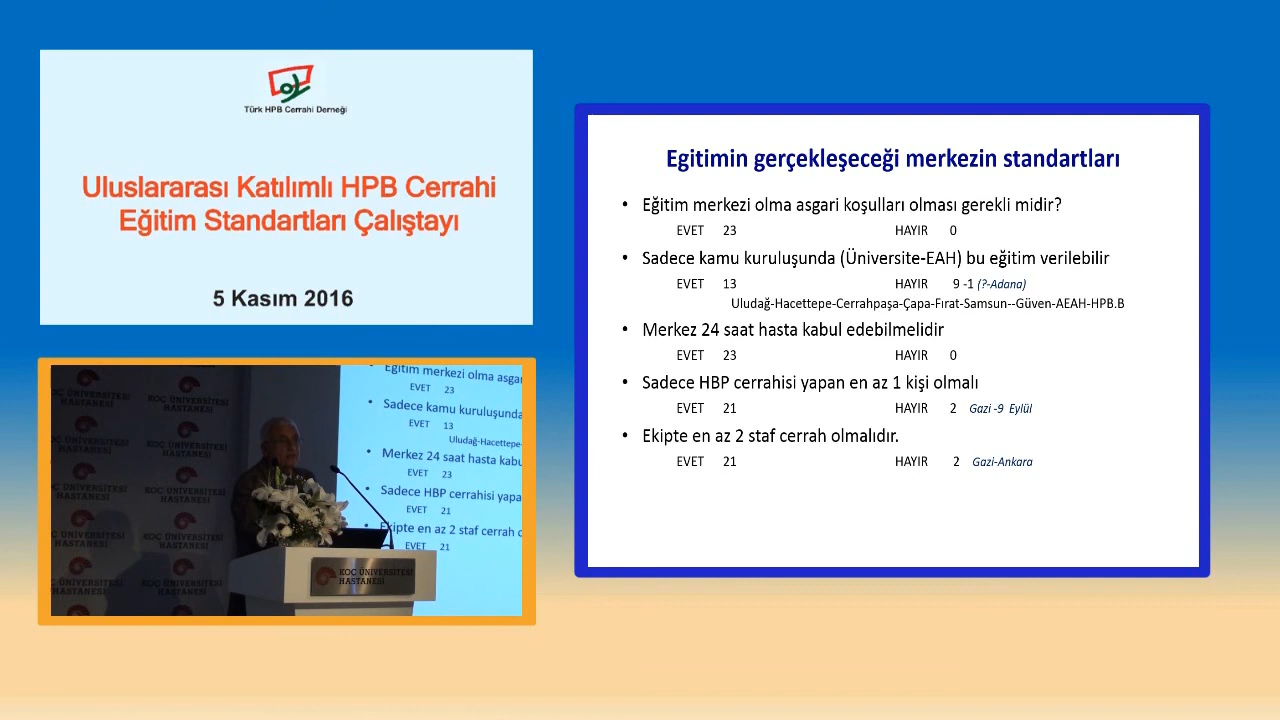 Türk HPB Cerrahi Derneği
Uluslararası Katılımlı HPB Cerrahi
Eğitim Standartları Çalıştayı
5 Kasım 2016
Egitimin gerçekleşeceği merkezin standartları
• Eğitim merkezi olma asgari koşulları olması gerekli midir?
EVET 23 HAYIR 0
• Sadece kamu kuruluşunda (Üniversite-EAH) bu eğitim verilebilir
EVET 13 HAYIR 9 -1 (?-Adana)
Uludağ-Hacettepe-Cerrahpaşa-Çapa-Fırat-Samsun--Güven-AEAH-HPB.B
• Merkez 24 saat hasta kabul edebilmelidir
EVET 23 HAYIR 0
• Sadece HBP cerrahisi yapan en az 1 kişi olmalı
EVET 21 HAYIR 2 Gazi -9 Eylül
• Ekipte en az 2 staf cerrah olmalıdır.
EVET 21 HAYIR 2 Gazi-Ankara
Eğitim merkezi olma asgar
EVET 23
• Sadece kamu kuruluşunda
EVET 13
Uludağ-Hacettepe-
• Merkez 24 saat hasta kabu
EVET 23
• Sadece HBP cerrahisi yapa
EVET 21
• Ekipte en az 2 staf cerrah o
EVET 21
KOÇ ÜNİVERSİTESİ
HASTANESİ
KOÇ ÜNİVERSİTESİ
HASTANESİ